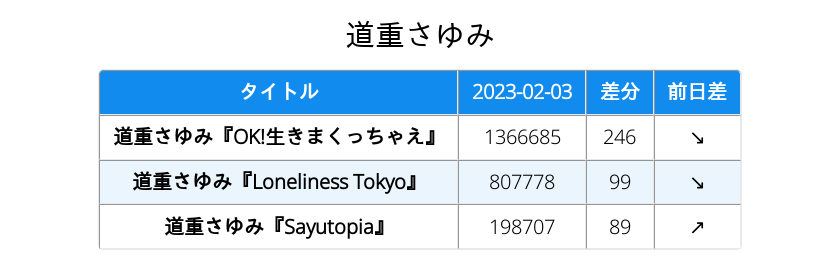 道重さゆみ
タイトル 2023-02-03 差分 前日差
道重さゆみ『OK!生きまくっちゃえ』 1366685 246 ↘
道重さゆみ『Loneliness Tokyo』 807778 99 ↘
道重さゆみ『Sayutopia』 198707 89 ↗